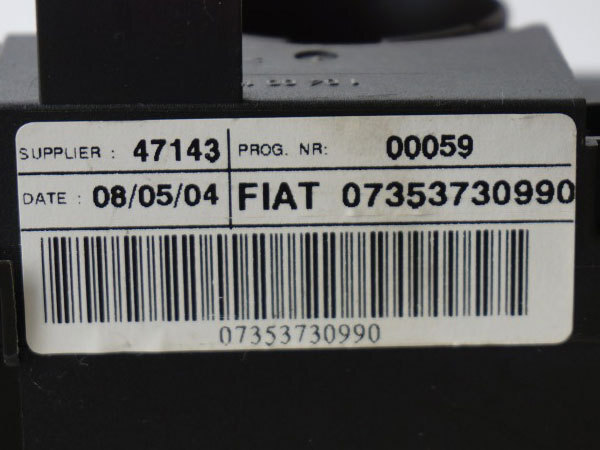 SUPPLIER : 47143 PROG. NR: 00059
DATE : 08/05/04 FIAT 07353730990
07353730990